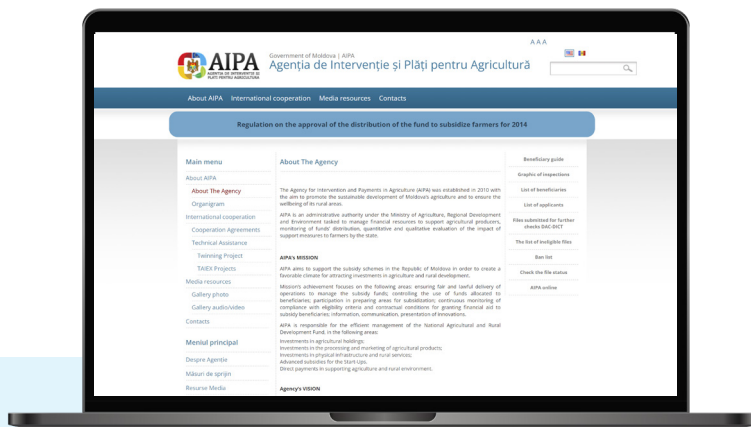 A A A
AIPA
AGENȚIA DE INTERVENȚIE ȘI
PLĂȚI PENTRU AGRICULTURĂ
Government of Moldova | AIPA
Agenția de Intervenție și Plăți pentru Agricultură
About AIPA International cooperation Media resources Contacts
Regulation on the appreval of the distribution of the fund to subsidize farmers for 2014
Main menu
About AIPA
About The Agency
Organigram
International cooperation
Cooperation Agreements
Technical Assistance
Twinning Project
TAIEX Projects
Media resources
Gallery photo
Gallery audio/video
Contacts
Meniul principal
Despre Agentie
Măsuri de sprijin
Resurse Media
About The Agency
The Agency for Intervention and Payments in Agriculture (AIPA) was established in 2010 with
the aim to promote the sustainable development of Moldova's agriculture and to ensure the
wellbeing of its rural areas.
AIPA is an administrative authority under the Ministry of Agriculture, Regional Development
and Environment tasked to manage financial resources to support agricultural producers,
monitoring of funds' distribution, quantitative and qualitative evaluation of the impact of
support measures to farmers by the state.
AIPA's MISSION
AIPA aims to support the subsidy schemes in the Republic of Moldova in order to create a
favorable climate for attracting investments in agriculture and rural development.
Mission's achievement focuses on the following areas: ensuring fair and lawful delivery of
operations to manage the subsidy funds; controlling the use of funds allocated to
beneficiaries; participation in preparing areas for subsidization; continuous monitoring of
compliance with eligibility criteria and contractual conditions for granting financial aid to
subsidy beneficiaries; information, communication, presentation of innovations.
AIPA is responsible for the efficient management of the National Agricultural and Rural
Development Fund, in the following areas:
Investments in agricultural holdings;
Investments in the processing and marketing of agricultural products;
Investments in physical infrastructure and rural services;
Advanced subsidies for the Start-Ups.
Direct payments in supporting agriculture and rural environment.
Agency's VISION
Beneficiary guide
Graphic of inspections
List of beneficiaries
List of applicants
Files submitted for further
checks DAC-DICT
The list of ineligible files
Ban list
Check the file status
AIPA online